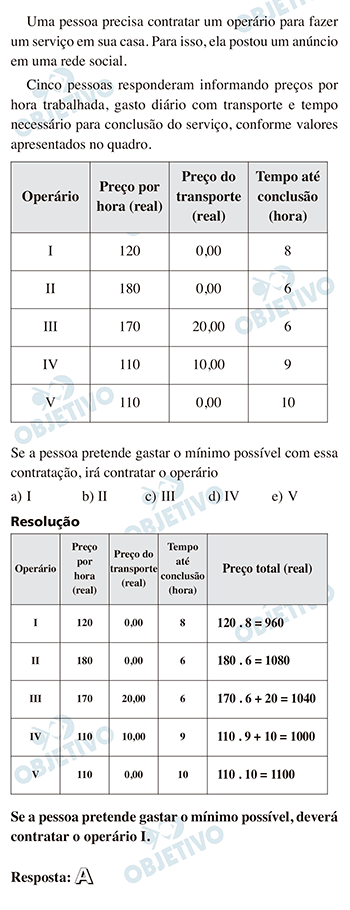 Uma pessoa precisa contratar um operário para fazer
um serviço em sua casa. Para isso, ela postou um anúncio
em uma rede social.
Cinco pessoas responderam informando preços por
hora trabalhada, gasto diário com transporte e tempo
necessário para conclusão do serviço, conforme valores
apresentados no quadro.
Operário Preço por hora (real) Preço do transporte (real) Tempo até conclusão (hora)
I 120 0,00 8
II 180 0,00 6
III 170 20,00 6
IV 110 10,00 9
V 110 0,00 10
Se a pessoa pretende gastar o mínimo possível com essa
contratação, irá contratar o operário
a) I b) II c) III d) IV e) V
Resolução
Operário Preço por hora (real) Preço do transporte (real) Tempo até conclusão (hora) Preço total (real)
I 120 0,00 8 120 . 8 = 960
II 180 0,00 6 180 . 6 = 1080
III 170 20,00 6 170 . 6 + 20 = 1040
IV 110 10,00 9 110 . 9 + 10 = 1000
V 110 0,00 10 110 . 10 = 1100
Se a pessoa pretende gastar o mínimo possível, deverá
contratar o operário I.
Resposta: A
OBJETIVO